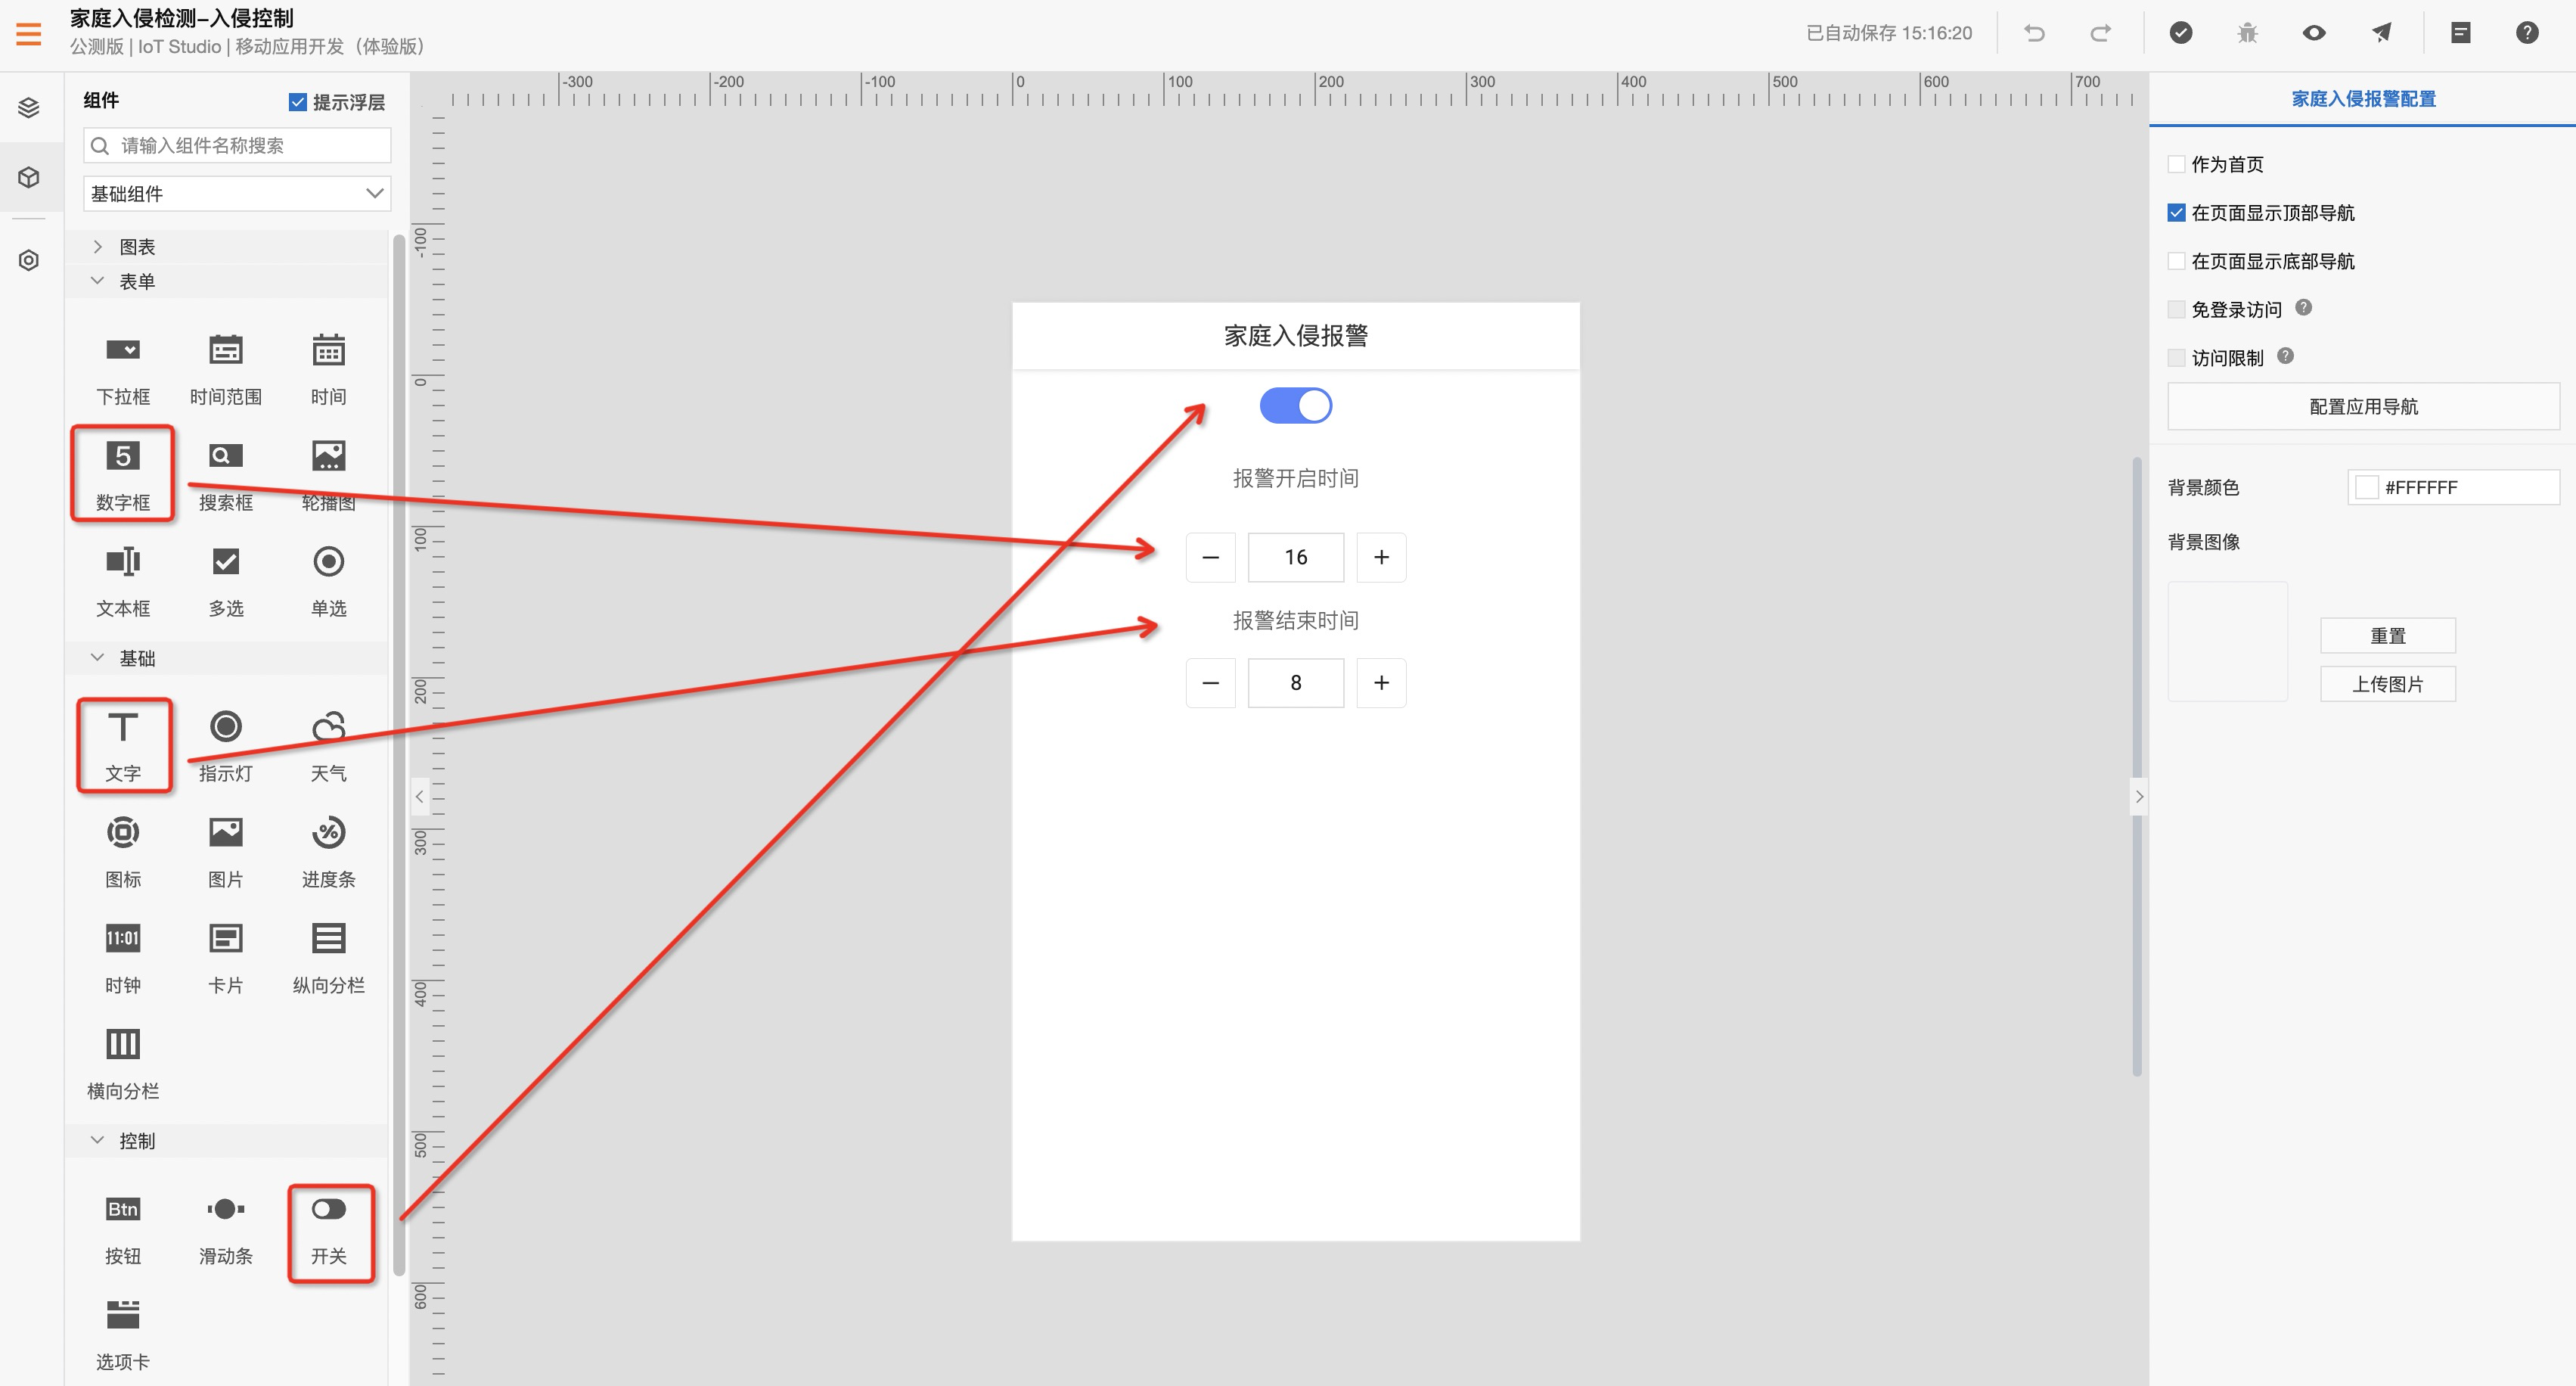 家庭入侵检测-入侵控制
公测版 | IoT Studio | 移动应用开发（体验版）
已自动保存 15:16:20
组件
提示浮层
请输入组件名称搜索
基础组件
图表
表单
下拉框
时间范围
时间
5
数字框
搜索框
轮播图
文本框
多选
单选
基础
T
文字
指示灯
天气
图标
图片
%
进度条
11:01
时钟
卡片
纵向分栏
横向分栏
控制
Btn
按钮
滑动条
开关
选项卡
-300
-200
-100
0
100
200
300
400
500
600
700
-100
0
100
200
300
400
500
600
家庭入侵报警
报警开启时间
− 16 +
报警结束时间
− 8 +
家庭入侵报警配置
作为首页
在页面显示顶部导航
在页面显示底部导航
免登录访问 ?
访问限制 ?
配置应用导航
背景颜色
#FFFFFF
背景图像
重置
上传图片